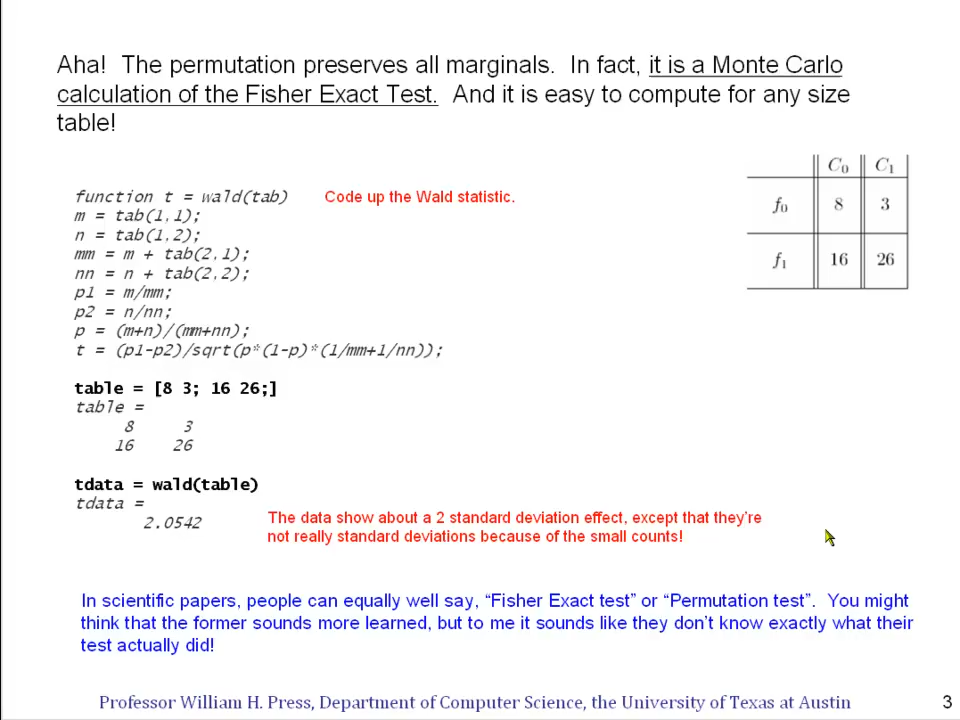 Aha!  The permutation preserves all marginals.  In fact, it is a Monte Carlo
calculation of the Fisher Exact Test.  And it is easy to compute for any size
table!
C0 C1
f0 8 3
f1 16 26
function t = wald(tab) Code up the Wald statistic.
m = tab(1,1);
n = tab(1,2);
mm = m + tab(2,1);
nn = n + tab(2,2);
p1 = m/mm;
p2 = n/nn;
p = (m+n)/(mm+nn);
t = (p1-p2)/sqrt(p*(1-p)*(1/mm+1/nn));
table = [8 3; 16 26;]
table =
8 3
16 26
tdata = wald(table)
tdata =
2.0542
The data show about a 2 standard deviation effect, except that they're
not really standard deviations because of the small counts!
In scientific papers, people can equally well say, “Fisher Exact test” or “Permutation test”.  You might
think that the former sounds more learned, but to me it sounds like they don’t know exactly what their
test actually did!
Professor William H. Press, Department of Computer Science, the University of Texas at Austin 3